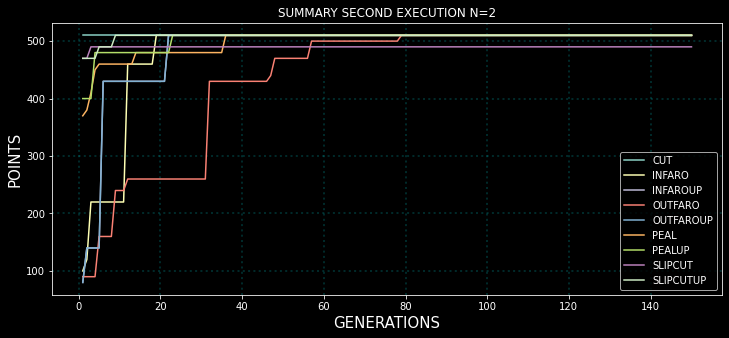 SUMMARY SECOND EXECUTION N=2
POINTS
500
400
300
200
100
0
20
40
60
80
100
120
140
GENERATIONS
CUT
INFARO
INFAROUP
OUTFARO
OUTFAROUP
PEAL
PEALUP
SLIPCUT
SLIPCUTUP